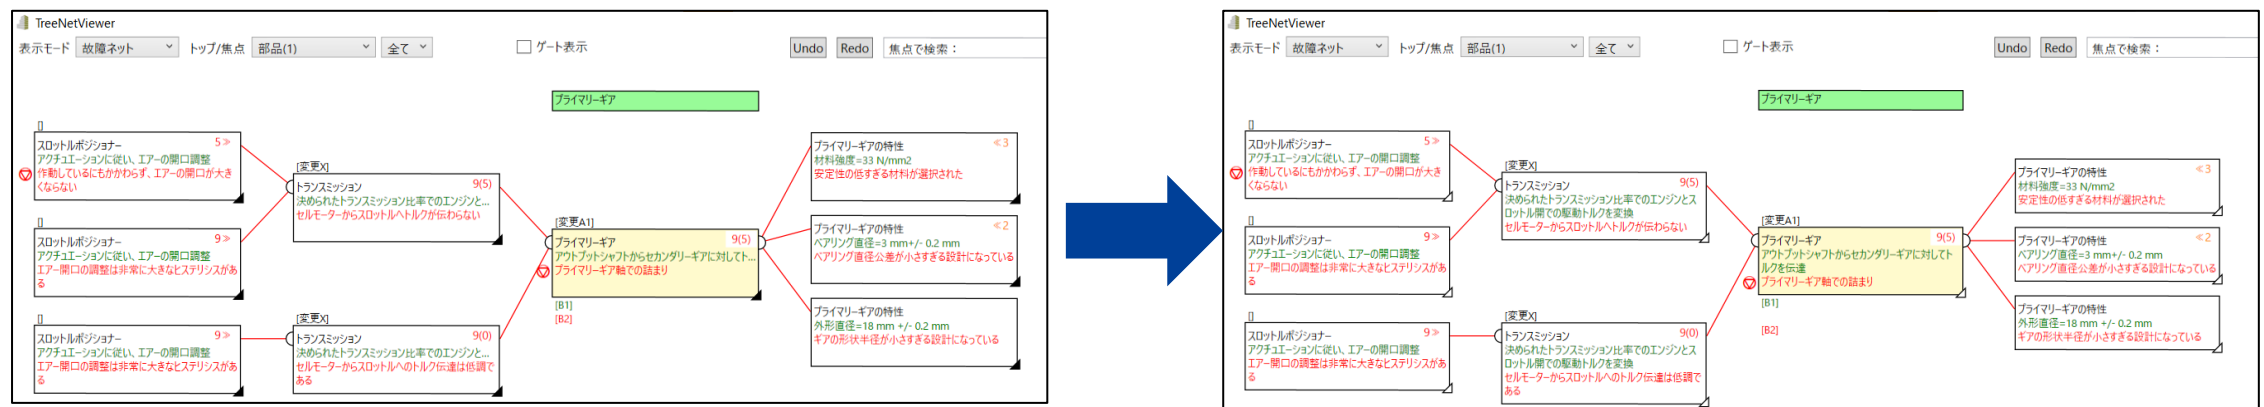 TreeNetViewer
表示モード 故障ネット トップ/焦点 部品(1) 全て ゲート表示 Undo Redo 焦点で検索：
プライマリーギア
[]
スロットルポジショナー 5≫
アクチュエーションに従い、エアーの開口調整
作動しているにもかかわらず、エアーの開口が大き
くならない
[]
スロットルポジショナー 9≫
アクチュエーションに従い、エアーの開口調整
エアー開口の調整は非常に大きなヒステリシスがあ
る
[]
スロットルポジショナー 9≫
アクチュエーションに従い、エアーの開口調整
エアー開口の調整は非常に大きなヒステリシスがあ
る
[変更X]
トランスミッション 9(5)
決められたトランスミッション比率でのエンジンと...
セルモーターからスロットルへトルクが伝わらない
[変更X]
トランスミッション 9(0)
決められたトランスミッション比率でのエンジンと...
セルモーターからスロットルへのトルク伝達は低調で
ある
[変更A1]
プライマリーギア 9(5)
アウトプットシャフトからセカンダリーギアに対してト...
プライマリーギア軸での詰まり
[B1]
[B2]
プライマリーギアの特性 ≪3
材料強度=33 N/mm2
安定性の低すぎる材料が選択された
プライマリーギアの特性 ≪2
ベアリング直径=3 mm+/- 0.2 mm
ベアリング直径公差が小さすぎる設計になっている
プライマリーギアの特性
外形直径=18 mm +/- 0.2 mm
ギアの形状半径が小さすぎる設計になっている
TreeNetViewer
表示モード 故障ネット トップ/焦点 部品(1) 全て ゲート表示 Undo Redo 焦点で検索：
プライマリーギア
[]
スロットルポジショナー 5≫
アクチュエーションに従い、エアーの開口調整
作動しているにもかかわらず、エアーの開口が大き
くならない
[]
スロットルポジショナー 9≫
アクチュエーションに従い、エアーの開口調整
エアー開口の調整は非常に大きなヒステリシスがあ
る
[]
スロットルポジショナー 9≫
アクチュエーションに従い、エアーの開口調整
エアー開口の調整は非常に大きなヒステリシスがあ
る
[変更X]
トランスミッション 9(5)
決められたトランスミッション比率でのエンジンとス
ロットル開での駆動トルクを変換
セルモーターからスロットルへトルクが伝わらない
[変更X]
トランスミッション 9(0)
決められたトランスミッション比率でのエンジンとス
ロットル開での駆動トルクを変換
セルモーターからスロットルへのトルク伝達は低調で
ある
[変更A1]
プライマリーギア 9(5)
アウトプットシャフトからセカンダリーギアに対してト
ルクを伝達
プライマリーギア軸での詰まり
[B1]
[B2]
プライマリーギアの特性 ≪3
材料強度=33 N/mm2
安定性の低すぎる材料が選択された
プライマリーギアの特性 ≪2
ベアリング直径=3 mm+/- 0.2 mm
ベアリング直径公差が小さすぎる設計になっている
プライマリーギアの特性
外形直径=18 mm +/- 0.2 mm
ギアの形状半径が小さすぎる設計になっている